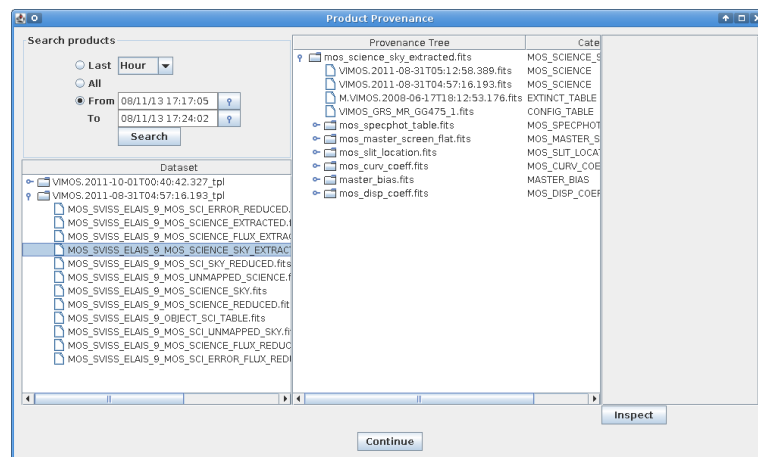 Product Provenance
Search products
Last Hour
All
From 08/11/13 17:17:05
To 08/11/13 17:24:02
Search
Dataset
VIMOS.2011-10-01T00:40:42.327_tpl
VIMOS.2011-08-31T04:57:16.193_tpl
MOS_SVISS_ELAIS_9_MOS_SCI_ERROR_REDUCED.
MOS_SVISS_ELAIS_9_MOS_SCIENCE_EXTRACTED.f
MOS_SVISS_ELAIS_9_MOS_SCIENCE_FLUX_EXTRAC
MOS_SVISS_ELAIS_9_MOS_SCIENCE_SKY_EXTRACT
MOS_SVISS_ELAIS_9_MOS_SCI_SKY_REDUCED.fits
MOS_SVISS_ELAIS_9_MOS_UNMAPPED_SCIENCE.f
MOS_SVISS_ELAIS_9_MOS_SCIENCE_SKY.fits
MOS_SVISS_ELAIS_9_MOS_SCIENCE_REDUCED.fit
MOS_SVISS_ELAIS_9_OBJECT_SCI_TABLE.fits
MOS_SVISS_ELAIS_9_MOS_SCI_UNMAPPED_SKY.fi
MOS_SVISS_ELAIS_9_MOS_SCIENCE_FLUX_REDUC
MOS_SVISS_ELAIS_9_MOS_SCI_ERROR_FLUX_REDU
Provenance Tree Cate
mos_science_sky_extracted.fits MOS_SCIENCE_S
VIMOS.2011-08-31T05:12:58.389.fits MOS_SCIENCE
VIMOS.2011-08-31T04:57:16.193.fits MOS_SCIENCE
M.VIMOS.2008-06-17T18:12:53.176.fits EXTINCT_TABLE
VIMOS_GRS_MR_GG475_1.fits CONFIG_TABLE
mos_specphot_table.fits MOS_SPECPHOT
mos_master_screen_flat.fits MOS_MASTER_S
mos_slit_location.fits MOS_SLIT_LOCA
mos_curv_coeff.fits MOS_CURV_COE
master_bias.fits MASTER_BIAS
mos_disp_coeff.fits MOS_DISP_COEF
Inspect
Continue